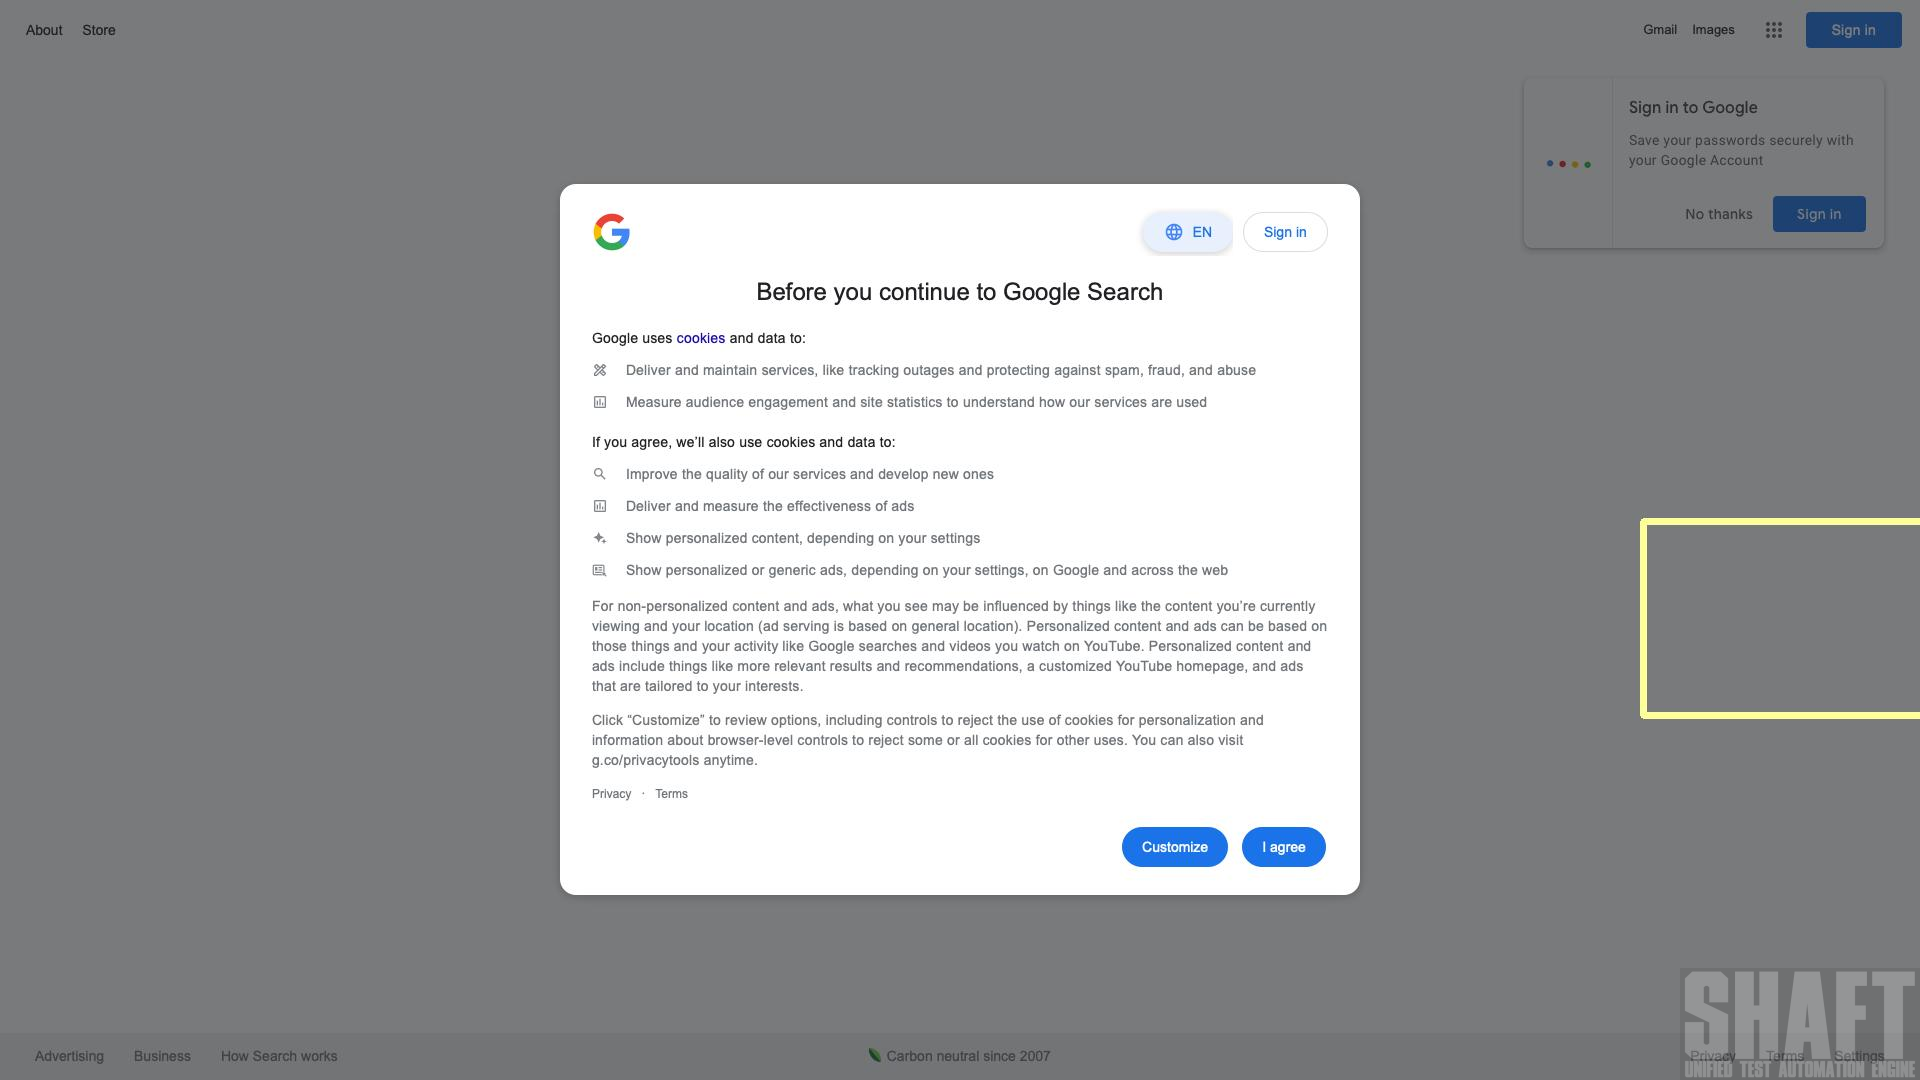 About Store
Gmail Images Sign in
Sign in to Google
Save your passwords securely with
your Google Account
No thanks Sign in
EN Sign in
Before you continue to Google Search
Google uses cookies and data to:
Deliver and maintain services, like tracking outages and protecting against spam, fraud, and abuse
Measure audience engagement and site statistics to understand how our services are used
If you agree, we’ll also use cookies and data to:
Improve the quality of our services and develop new ones
Deliver and measure the effectiveness of ads
Show personalized content, depending on your settings
Show personalized or generic ads, depending on your settings, on Google and across the web
For non-personalized content and ads, what you see may be influenced by things like the content you’re currently
viewing and your location (ad serving is based on general location). Personalized content and ads can be based on
those things and your activity like Google searches and videos you watch on YouTube. Personalized content and
ads include things like more relevant results and recommendations, a customized YouTube homepage, and ads
that are tailored to your interests.
Click “Customize” to review options, including controls to reject the use of cookies for personalization and
information about browser-level controls to reject some or all cookies for other uses. You can also visit
g.co/privacytools anytime.
Privacy · Terms
Customize I agree
Advertising Business How Search works
Carbon neutral since 2007
Privacy Terms Settings
SHAFT
UNIFIED TEST AUTOMATION ENGINE